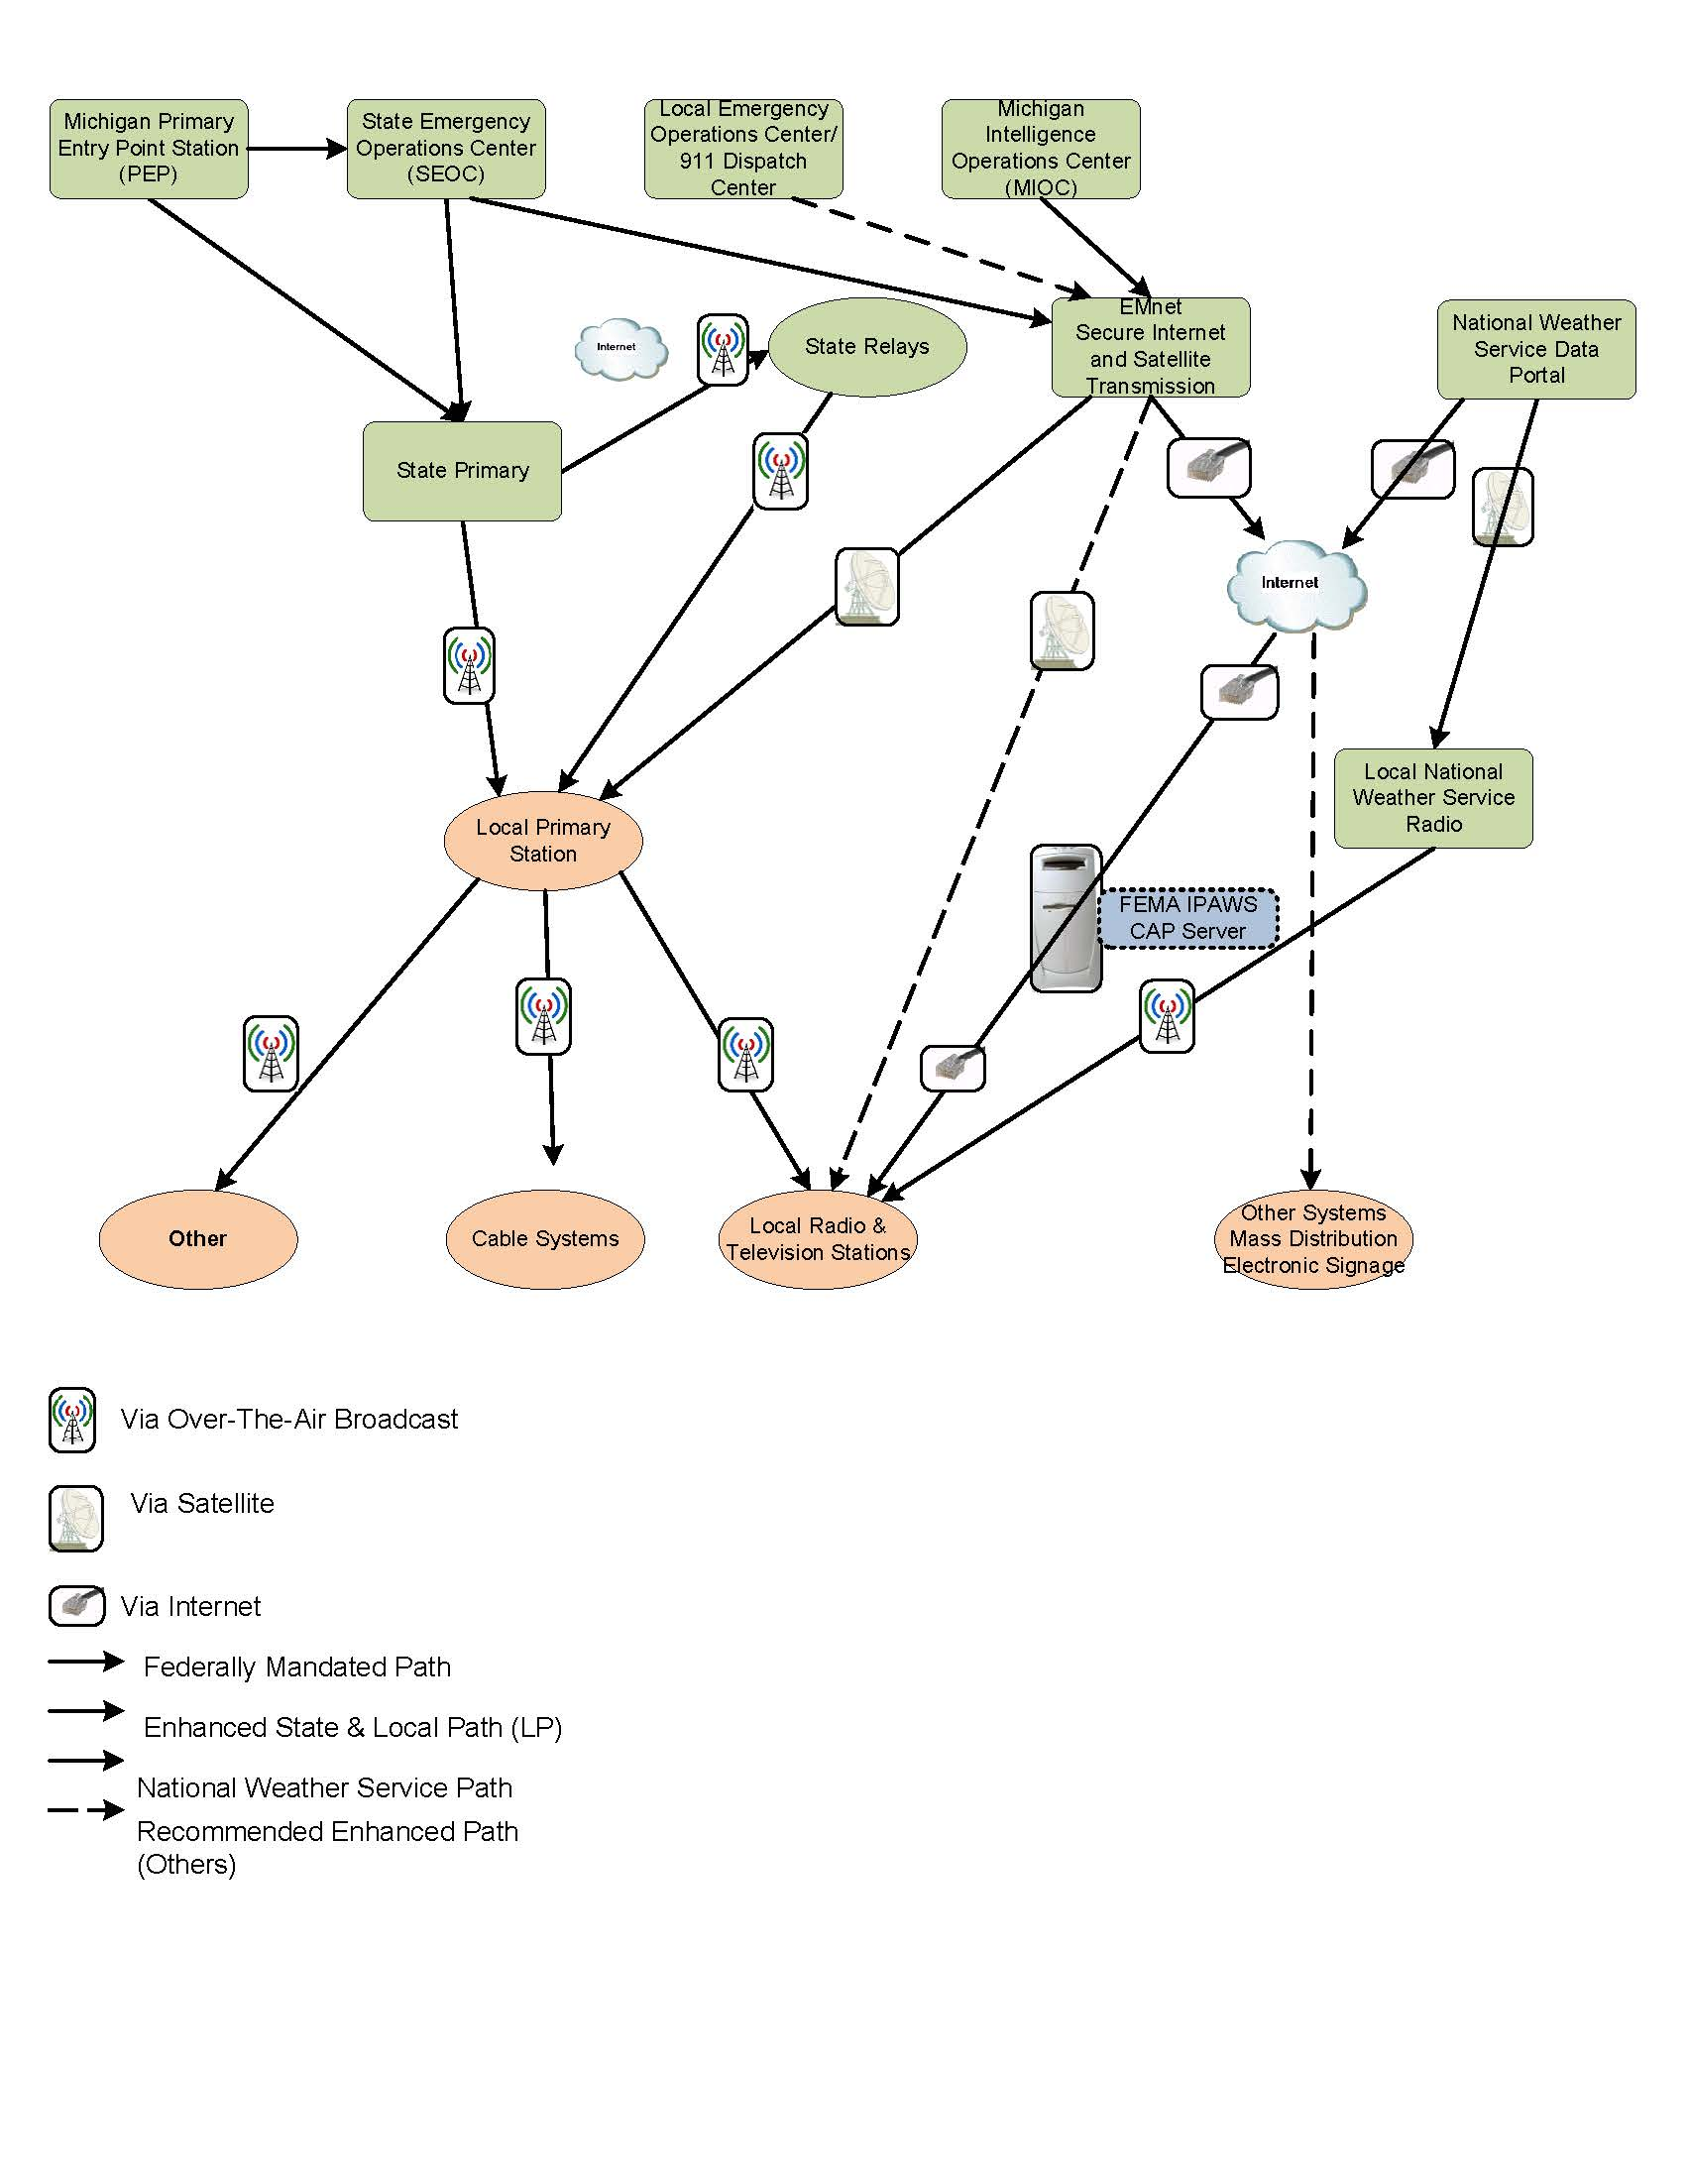 Michigan Primary
Entry Point Station
(PEP)
State Emergency
Operations Center
(SEOC)
Local Emergency
Operations Center/
911 Dispatch
Center
Michigan
Intelligence
Operations Center
(MIOC)
Internet
State Relays
EMnet
Secure Internet
and Satellite
Transmission
National Weather
Service Data
Portal
State Primary
Internet
Local National
Weather Service
Radio
Local Primary
Station
FEMA IPAWS
CAP Server
Other
Cable Systems
Local Radio &
Television Stations
Other Systems
Mass Distribution
Electronic Signage
Via Over-The-Air Broadcast
Via Satellite
Via Internet
Federally Mandated Path
Enhanced State & Local Path (LP)
National Weather Service Path
Recommended Enhanced Path
(Others)